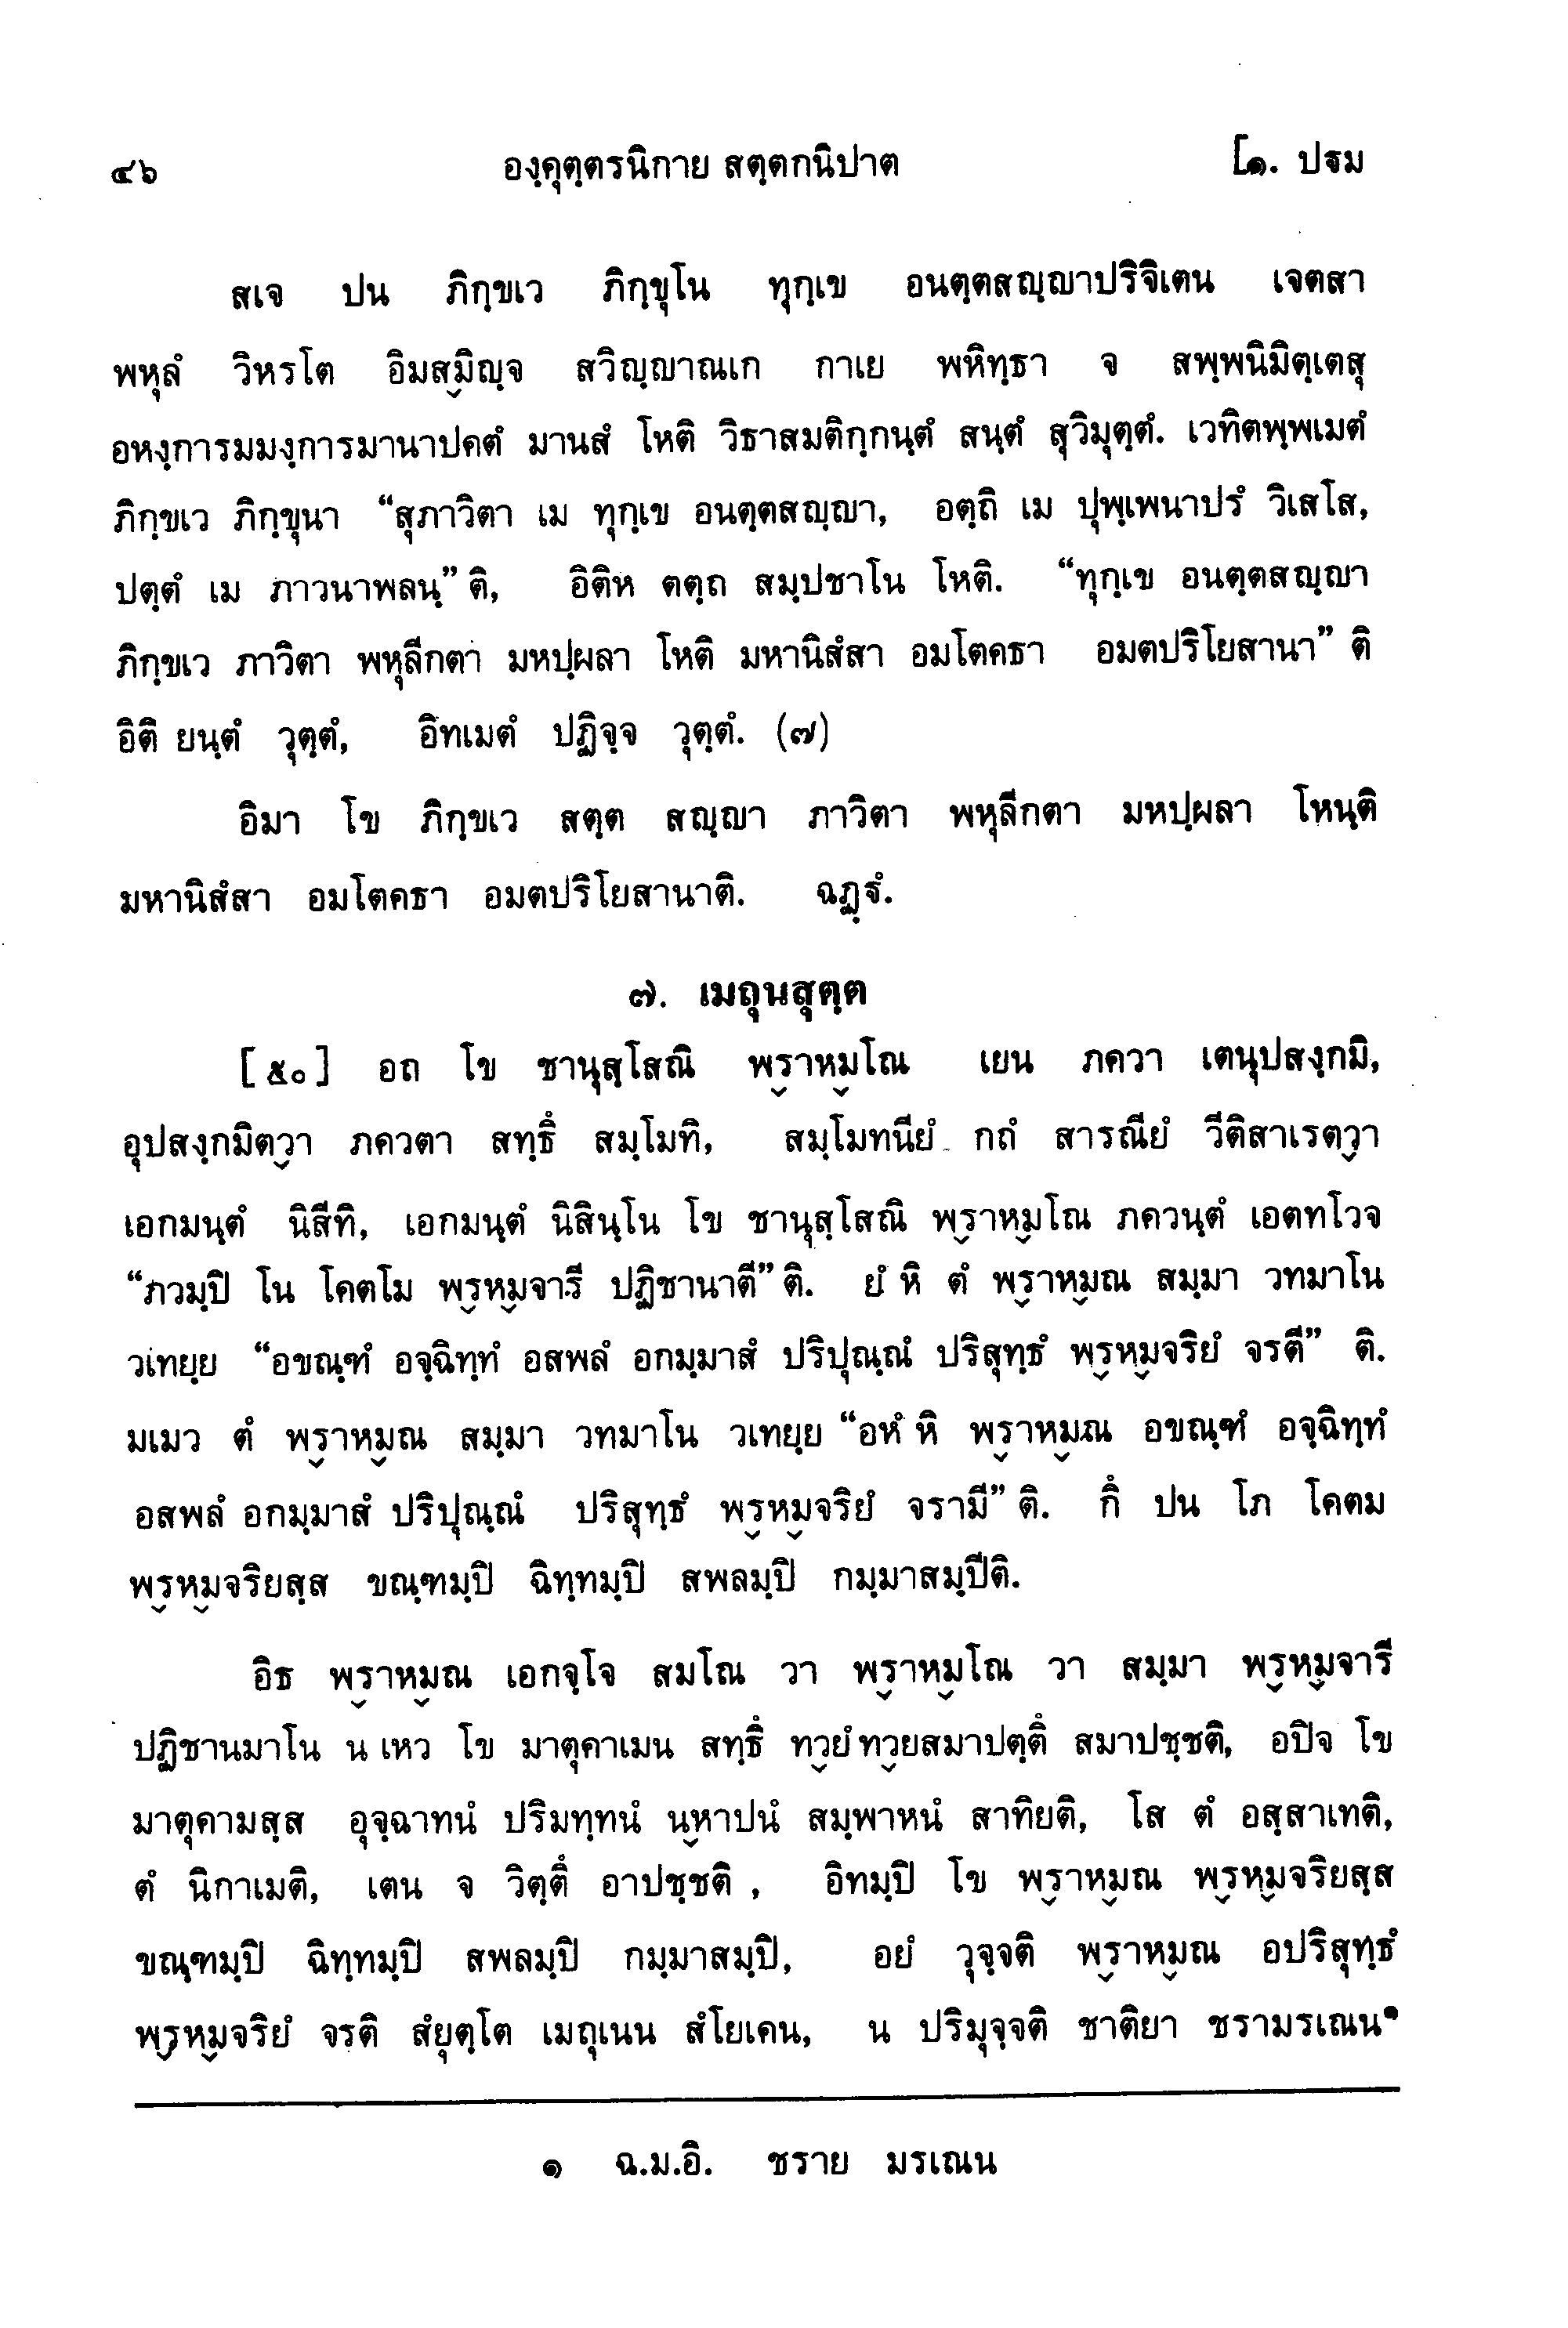 ๔๖ องฺคุตฺตรนิกาย สตฺตกนิปาต [๑. ปฐม
สเจ ปน ภิกฺขเว ภิกฺขุโน ทุกฺเข อนตฺตสญฺญาปริจิเตน เจตสา
พหุลํ วิหรโต อิมสฺมิญฺจ สวิญฺญาณเก กาเย พหิทฺธา จ สพฺพนิมิตฺเตสุ
อหงฺการมมงฺการมานาปคตํ มานสํ โหติ วิธาสมติกฺกนฺตํ สนฺตํ สุวิมุตฺตํ. เวทิตพฺพเมตํ
ภิกฺขเว ภิกฺขุนา “สุภาวิตา เม ทุกฺเข อนตฺตสญฺญา, อตฺถิ เม ปุพฺเพนาปรํ วิเสโส,
ปตฺตํ เม ภาวนาพลนฺ” ติ, อิติห ตตฺถ สมฺปชาโน โหติ. “ทุกฺเข อนตฺตสญฺญา
ภิกฺขเว ภาวิตา พหุลีกตา มหปฺผลา โหติ มหานิสํสา อมโตคธา อมตปริโยสานา” ติ
อิติ ยนฺตํ วุตฺตํ, อิทเมตํ ปฏิจฺจ วุตฺตํ. (๗)
อิมา โข ภิกฺขเว สตฺต สญฺญา ภาวิตา พหุลีกตา มหปฺผลา โหนฺติ
มหานิสํสา อมโตคธา อมตปริโยสานาติ. ฉฏฺฐํ.
๗. เมถุนสุตฺต
[๕๐] อถ โข ชานุสฺโสณิ พฺราหฺมโณ เยน ภควา เตนุปสงฺกมิ,
อุปสงฺกมิตฺวา ภควตา สทฺธึ สมฺโมทิ, สมฺโมทนียํ กถํ สารณียํ วีติสาเรตฺวา
เอกมนฺตํ นิสีทิ, เอกมนฺตํ นิสินฺโน โข ชานุสฺโสณิ พฺราหฺมโณ ภควนฺตํ เอตทโวจ
“ภวมฺปิ โน โคตโม พฺรหฺมจารี ปฏิชานาตี” ติ. ยํ หิ ตํ พฺราหฺมณ สมฺมา วทมาโน
วเทยฺย “อขณฺฑํ อจฺฉิทฺทํ อสพลํ อกมฺมาสํ ปริปุณฺณํ ปริสุทฺธํ พฺรหฺมจริยํ จรตี” ติ.
มเมว ตํ พฺราหฺมณ สมฺมา วทมาโน วเทยฺย “อหํ หิ พฺราหฺมณ อขณฺฑํ อจฺฉิทฺทํ
อสพลํ อกมฺมาสํ ปริปุณฺณํ ปริสุทฺธํ พฺรหฺมจริยํ จรามี” ติ. กึ ปน โภ โคตม
พฺรหฺมจริยสฺส ขณฺฑมฺปิ ฉิทฺทมฺปิ สพลมฺปิ กมฺมาสมฺปีติ.
อิธ พฺราหฺมณ เอกจฺโจ สมโณ วา พฺราหฺมโณ วา สมฺมา พฺรหฺมจารี
ปฏิชานมาโน น เหว โข มาตุคาเมน สทฺธึ ทฺวยํทฺวยสมาปตฺตึ สมาปชฺชติ, อปิจ โข
มาตุคามสฺส อุจฺฉาทนํ ปริมทฺทนํ นฺหาปนํ สมฺพาหนํ สาทิยติ, โส ตํ อสฺสาเทติ,
ตํ นิกาเมติ, เตน จ วิตฺตึ อาปชฺชติ , อิทมฺปิ โข พฺราหฺมณ พฺรหฺมจริยสฺส
ขณฺฑมฺปิ ฉิทฺทมฺปิ สพลมฺปิ กมฺมาสมฺปิ, อยํ วุจฺจติ พฺราหฺมณ อปริสุทฺธํ
พฺรหฺมจริยํ จรติ สํยุตฺโต เมถุเนน สํโยเคน, น ปริมุจฺจติ ชาติยา ชรามรเณน๑
๑ ฉ.ม.อิ. ชราย มรเณน